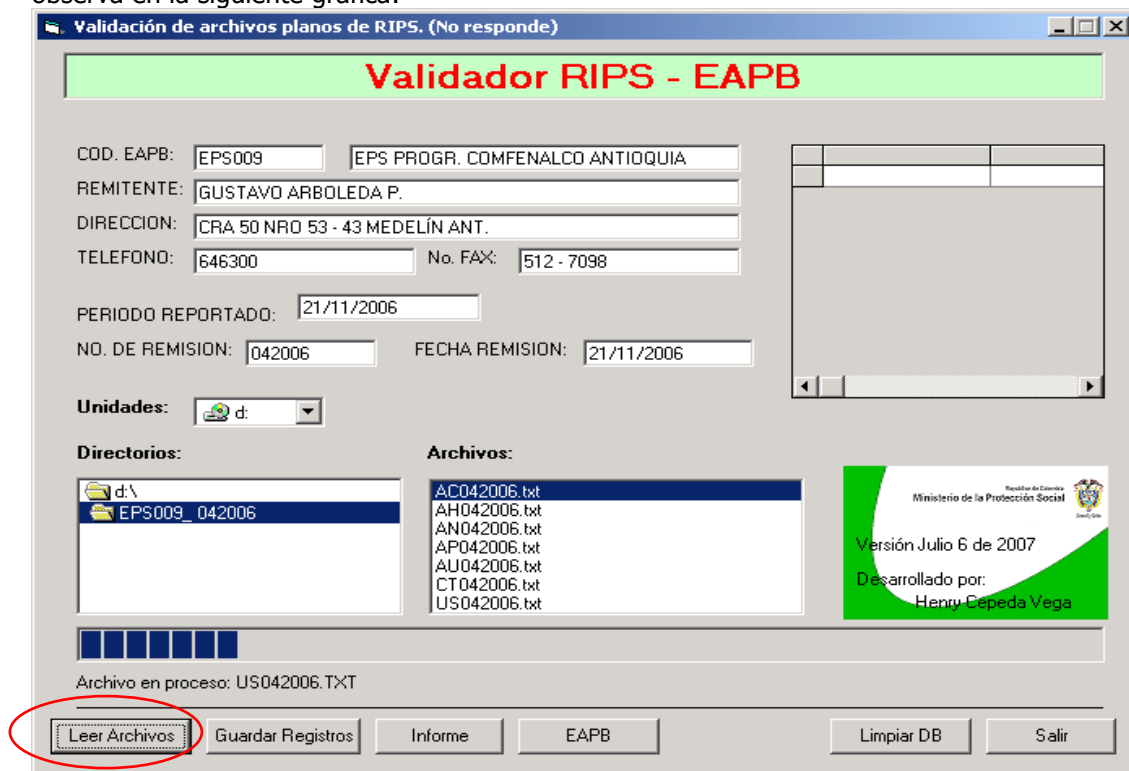 observa en la siguiente gráfica:
Validación de archivos planos de RIPS. (No responde)
Validador RIPS - EAPB
COD. EAPB: EPS009 EPS PROGR. COMFENALCO ANTIOQUIA
REMITENTE: GUSTAVO ARBOLEDA P.
DIRECCION: CRA 50 NRO 53 - 43 MEDELÍN ANT.
TELEFONO: 646300 No. FAX: 512 - 7098
PERIODO REPORTADO: 21/11/2006
NO. DE REMISION: 042006 FECHA REMISION: 21/11/2006
Unidades: d:
Directorios: Archivos:
d:\
EPS009_ 042006
AC042006.txt
AH042006.txt
AN042006.txt
AP042006.txt
AU042006.txt
CT042006.txt
US042006.txt
República de Colombia
Ministerio de la Protección Social
Versión Julio 6 de 2007
Desarrollado por:
Henry Cepeda Vega
Archivo en proceso: US042006.TXT
Leer Archivos Guardar Registros Informe EAPB Limpiar DB Salir